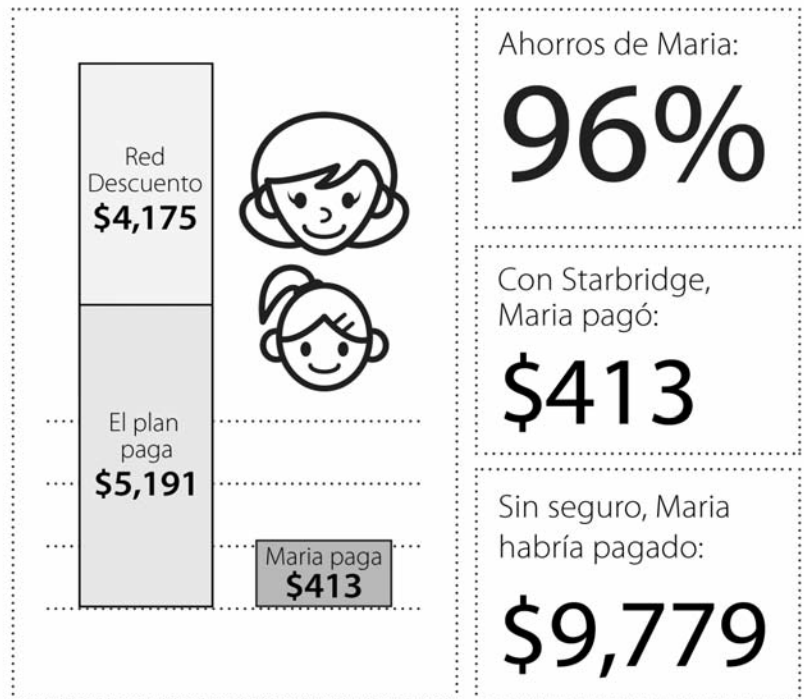 Red
Descuento
$4,175
El plan
paga
$5,191
Maria paga
$413
Ahorros de Maria:
96%
Con Starbridge,
Maria pagó:
$413
Sin seguro, Maria
habría pagado:
$9,779